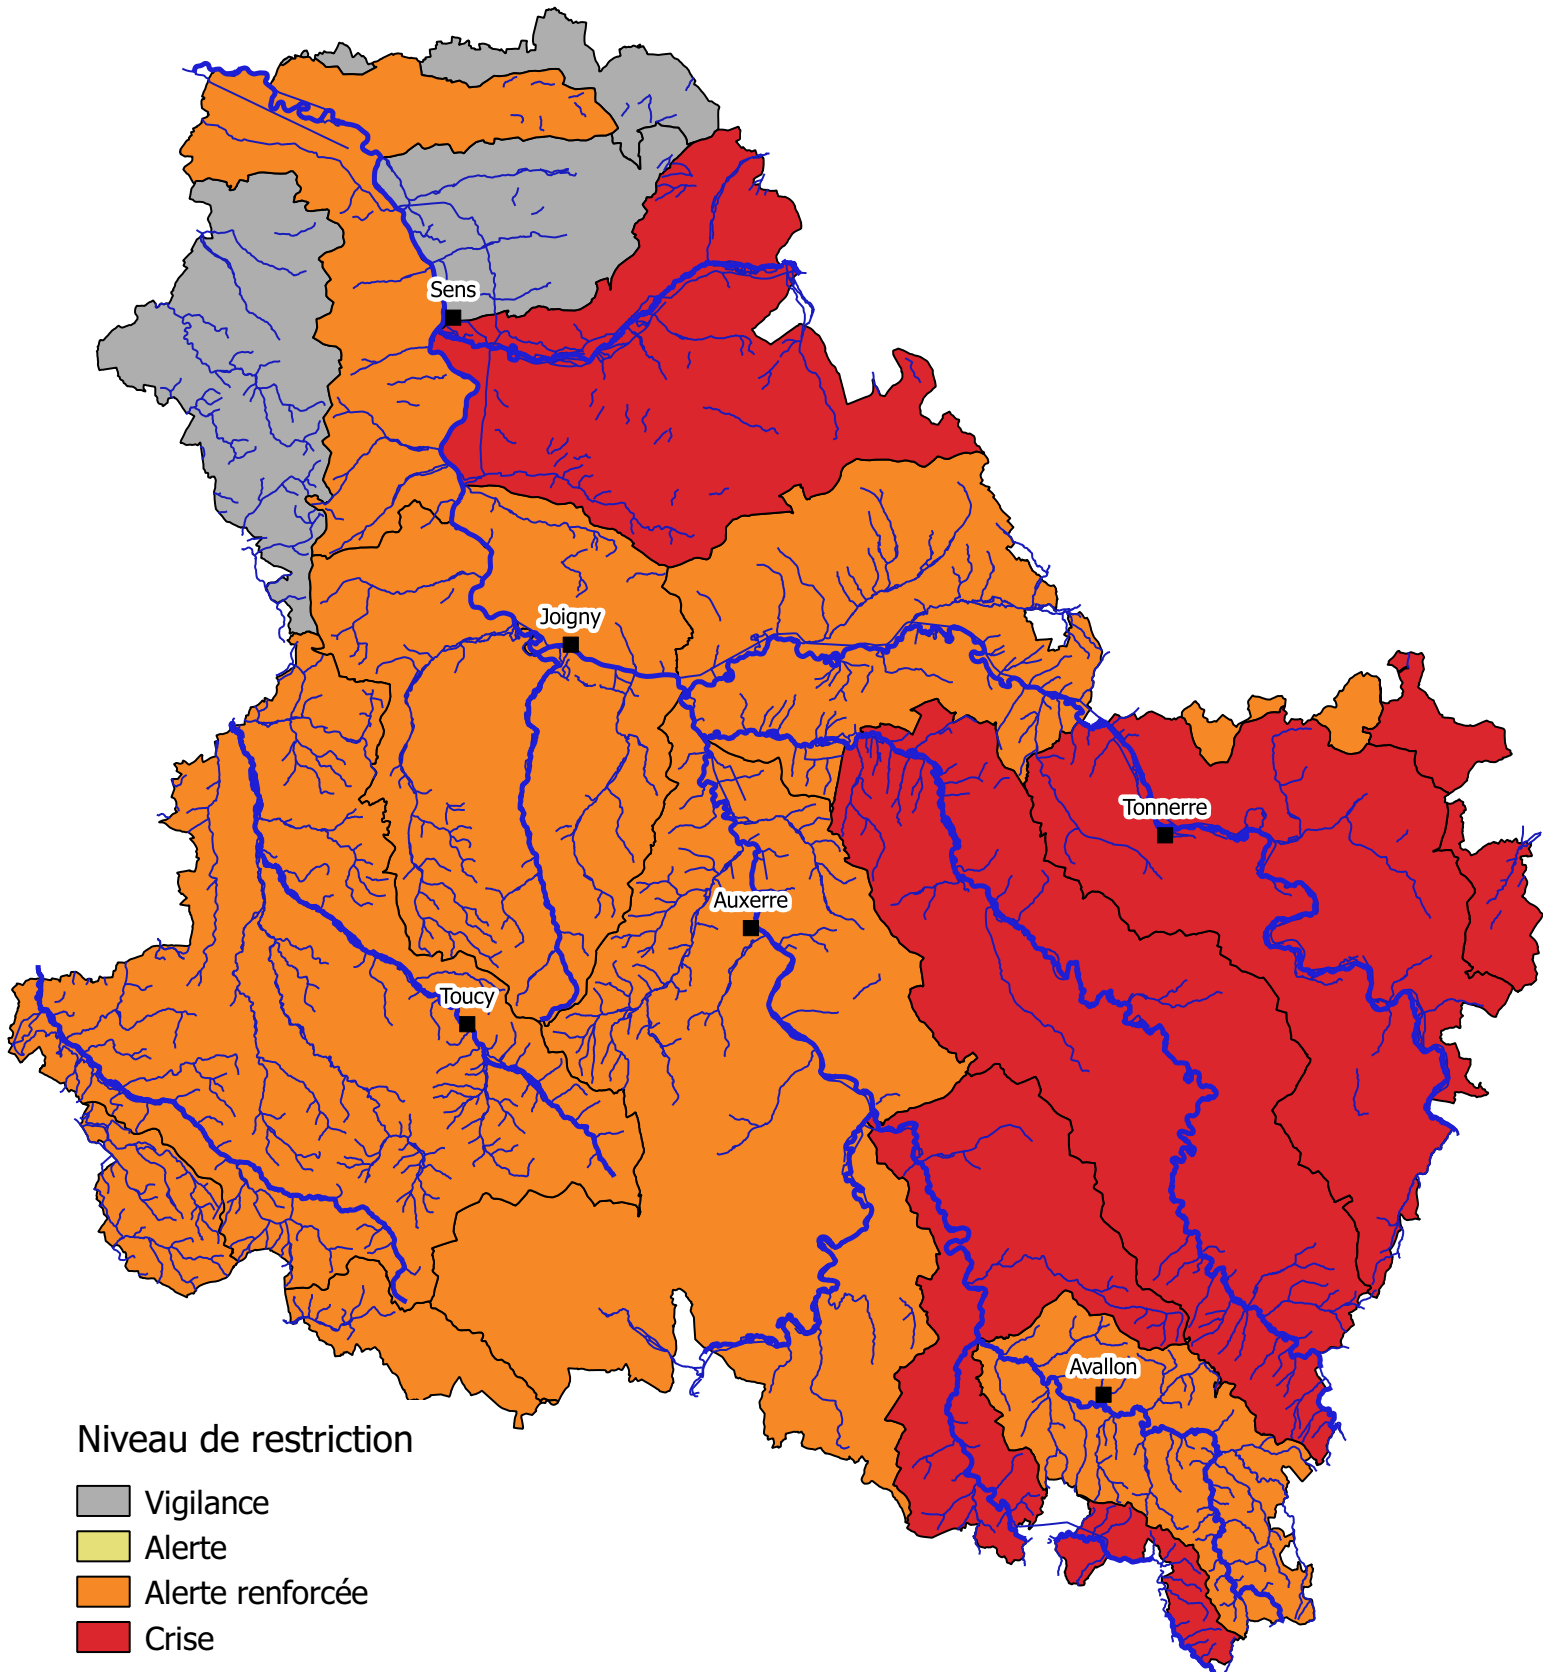 Sens
Joigny
Tonnerre
Auxerre
Toucy
Avallon
Niveau de restriction
Vigilance
Alerte
Alerte renforcée
Crise